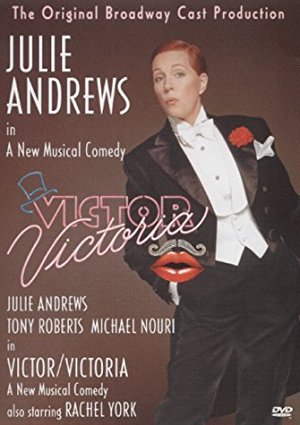 The Original Broadway Cast Production
JULIE
ANDREWS
in
A New Musical Comedy
VICTOR
Victoria
JULIE ANDREWS
TONY ROBERTS MICHAEL NOURI
in
VICTOR/VICTORIA
A New Musical Comedy
also starring RACHEL YORK
DVD